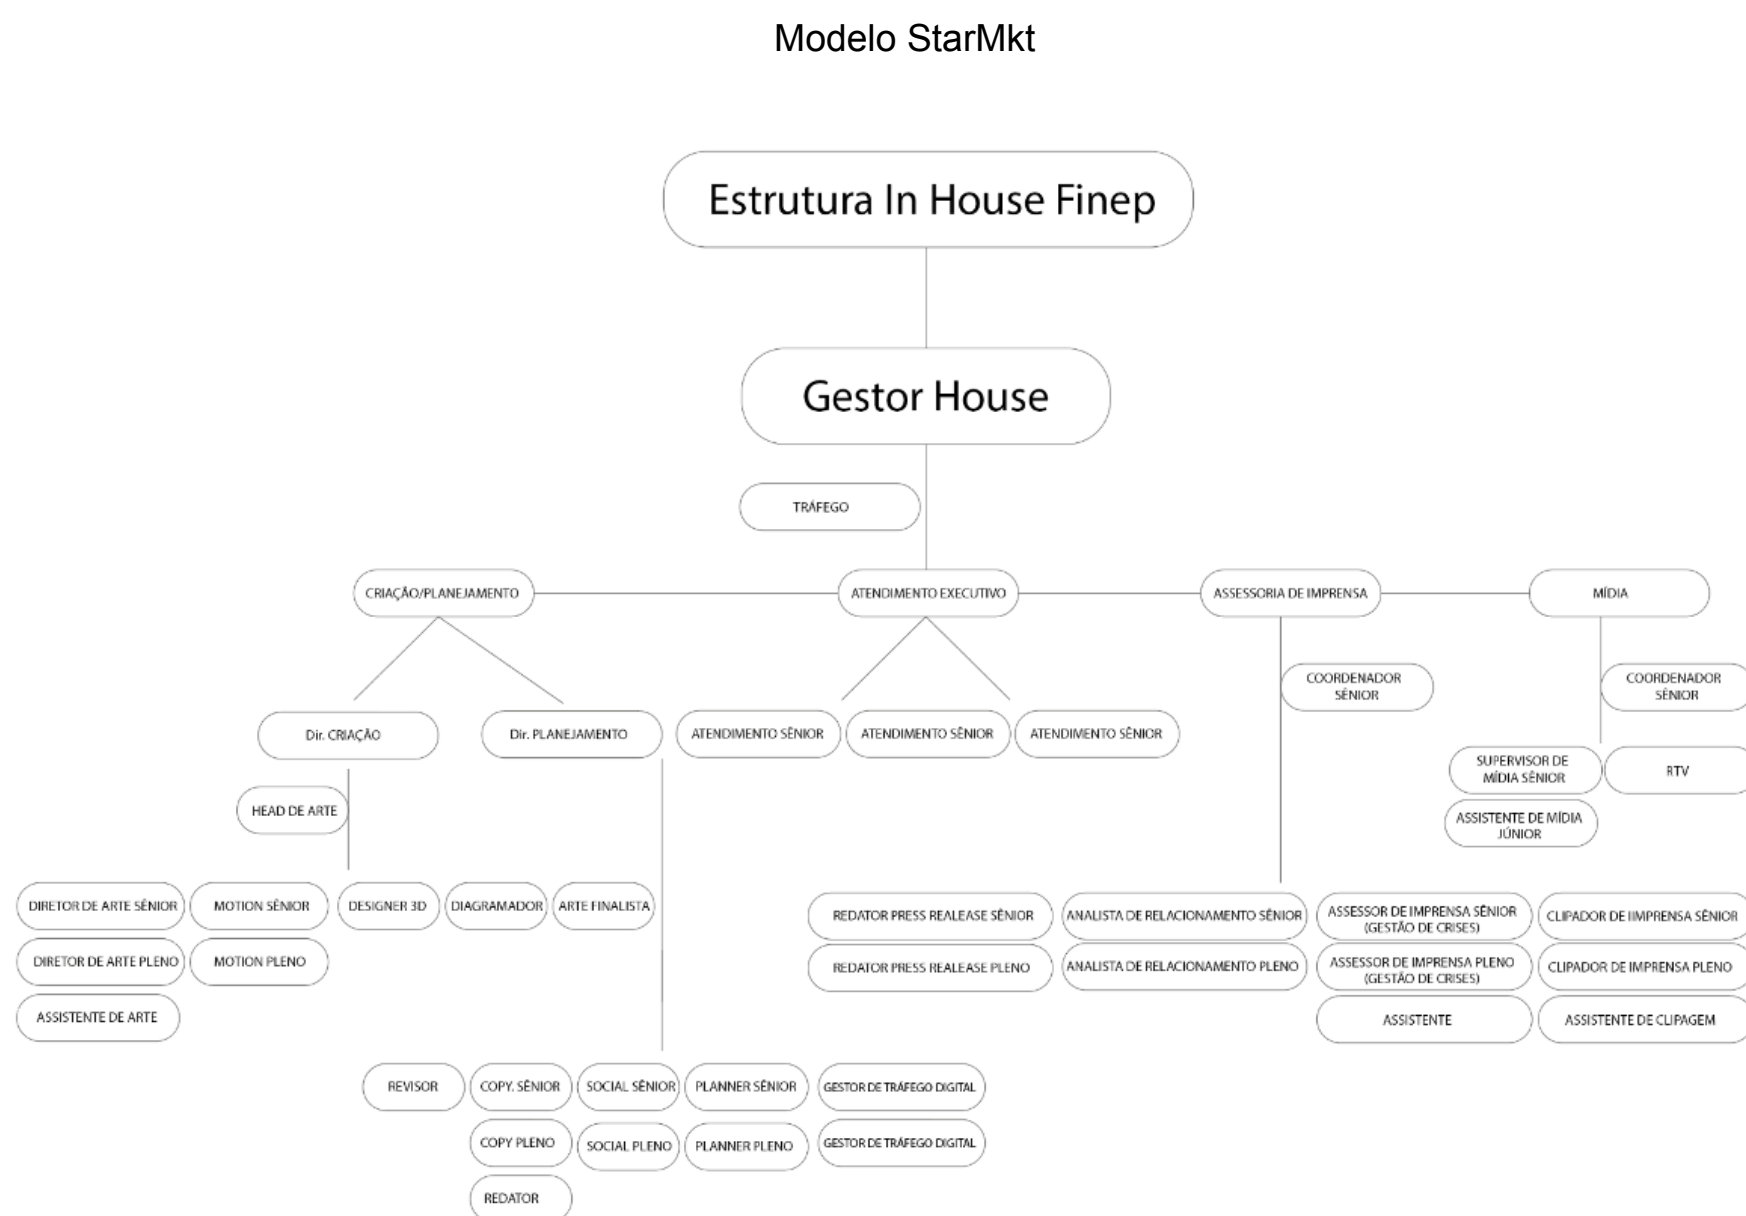 Modelo StarMkt
Estrutura In House Finep
Gestor House
TRÁFEGO
CRIAÇÃO/PLANEJAMENTO
ATENDIMENTO EXECUTIVO
ASSESSORIA DE IMPRENSA
MÍDIA
COORDENADOR
SÊNIOR
COORDENADOR
SÊNIOR
Dir. CRIAÇÃO
Dir. PLANEJAMENTO
ATENDIMENTO SÊNIOR
ATENDIMENTO SÊNIOR
ATENDIMENTO SÊNIOR
SUPERVISOR DE
MÍDIA SÊNIOR
RTV
HEAD DE ARTE
ASSISTENTE DE MÍDIA
JÚNIOR
DIRETOR DE ARTE SÊNIOR
MOTION SÊNIOR
DESIGNER 3D
DIAGRAMADOR
ARTE FINALISTA
REDATOR PRESS REALEASE SÊNIOR
ANALISTA DE RELACIONAMENTO SÊNIOR
ASSESSOR DE IMPRENSA SÊNIOR
(GESTÃO DE CRISES)
CLIPADOR DE IIMPRENSA SÊNIOR
DIRETOR DE ARTE PLENO
MOTION PLENO
REDATOR PRESS REALEASE PLENO
ANALISTA DE RELACIONAMENTO PLENO
ASSESSOR DE IMPRENSA PLENO
(GESTÃO DE CRISES)
CLIPADOR DE IMPRENSA PLENO
ASSISTENTE DE ARTE
ASSISTENTE
ASSISTENTE DE CLIPAGEM
REVISOR
COPY. SÊNIOR
SOCIAL SÊNIOR
PLANNER SÊNIOR
GESTOR DE TRÁFEGO DIGITAL
COPY PLENO
SOCIAL PLENO
PLANNER PLENO
GESTOR DE TRÁFEGO DIGITAL
REDATOR